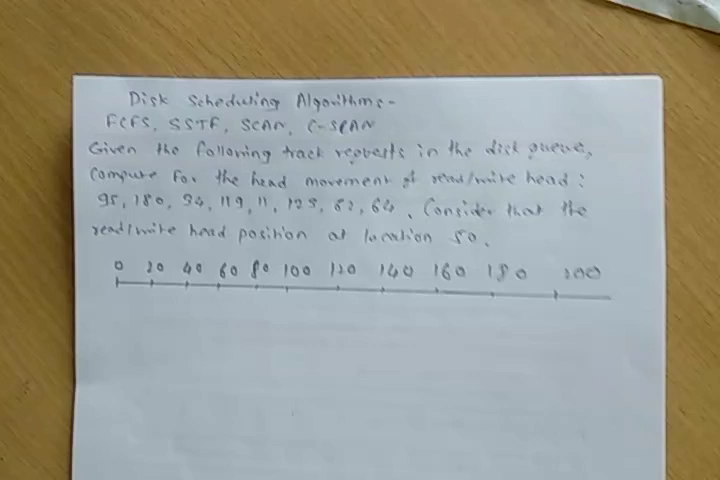 Disk Scheduling Algorithms-
FCFS, SSTF, SCAN, C-SCAN
Given the following track requests in the disk queue,
compute for the head movement of read/write head :
95, 180, 34, 119, 11, 123, 62, 64. Consider that the
read/write head position at location 50.
0 20 40 60 80 100 120 140 160 180 200